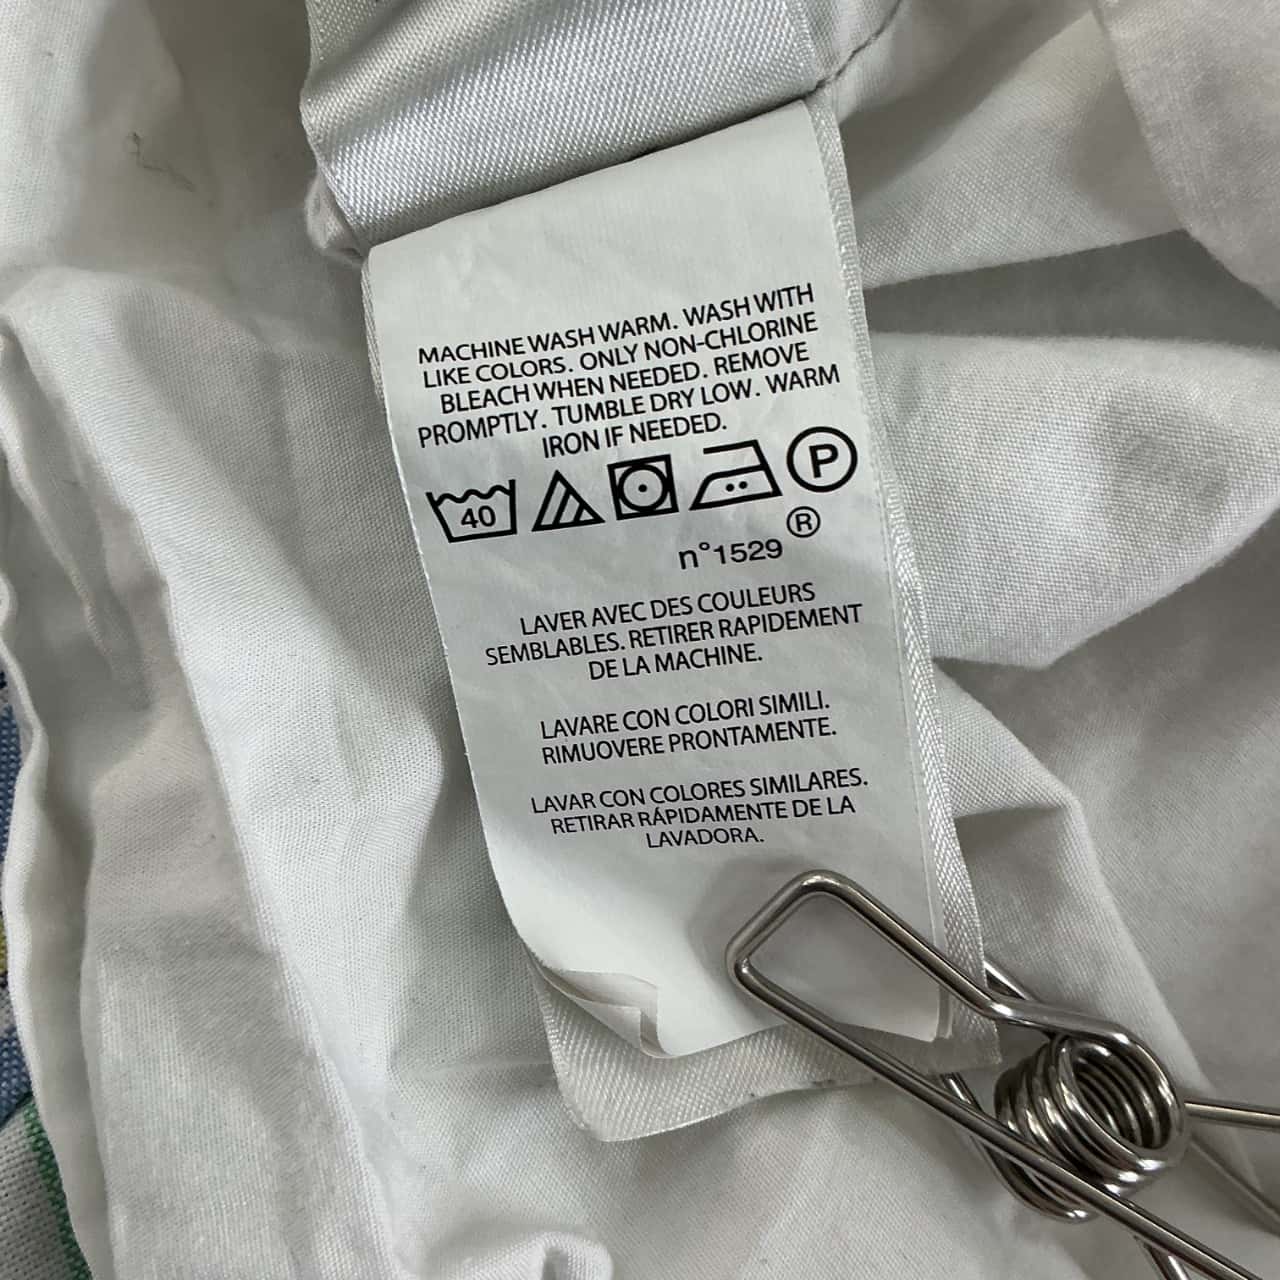 MACHINE WASH WARM. WASH WITH
LIKE COLORS. ONLY NON-CHLORINE
BLEACH WHEN NEEDED. REMOVE
PROMPTLY. TUMBLE DRY LOW. WARM
IRON IF NEEDED.
40 P
n°1529 ®
LAVER AVEC DES COULEURS
SEMBLABLES. RETIRER RAPIDEMENT
DE LA MACHINE.
LAVARE CON COLORI SIMILI.
RIMUOVERE PRONTAMENTE.
LAVAR CON COLORES SIMILARES.
RETIRAR RÁPIDAMENTE DE LA
LAVADORA.